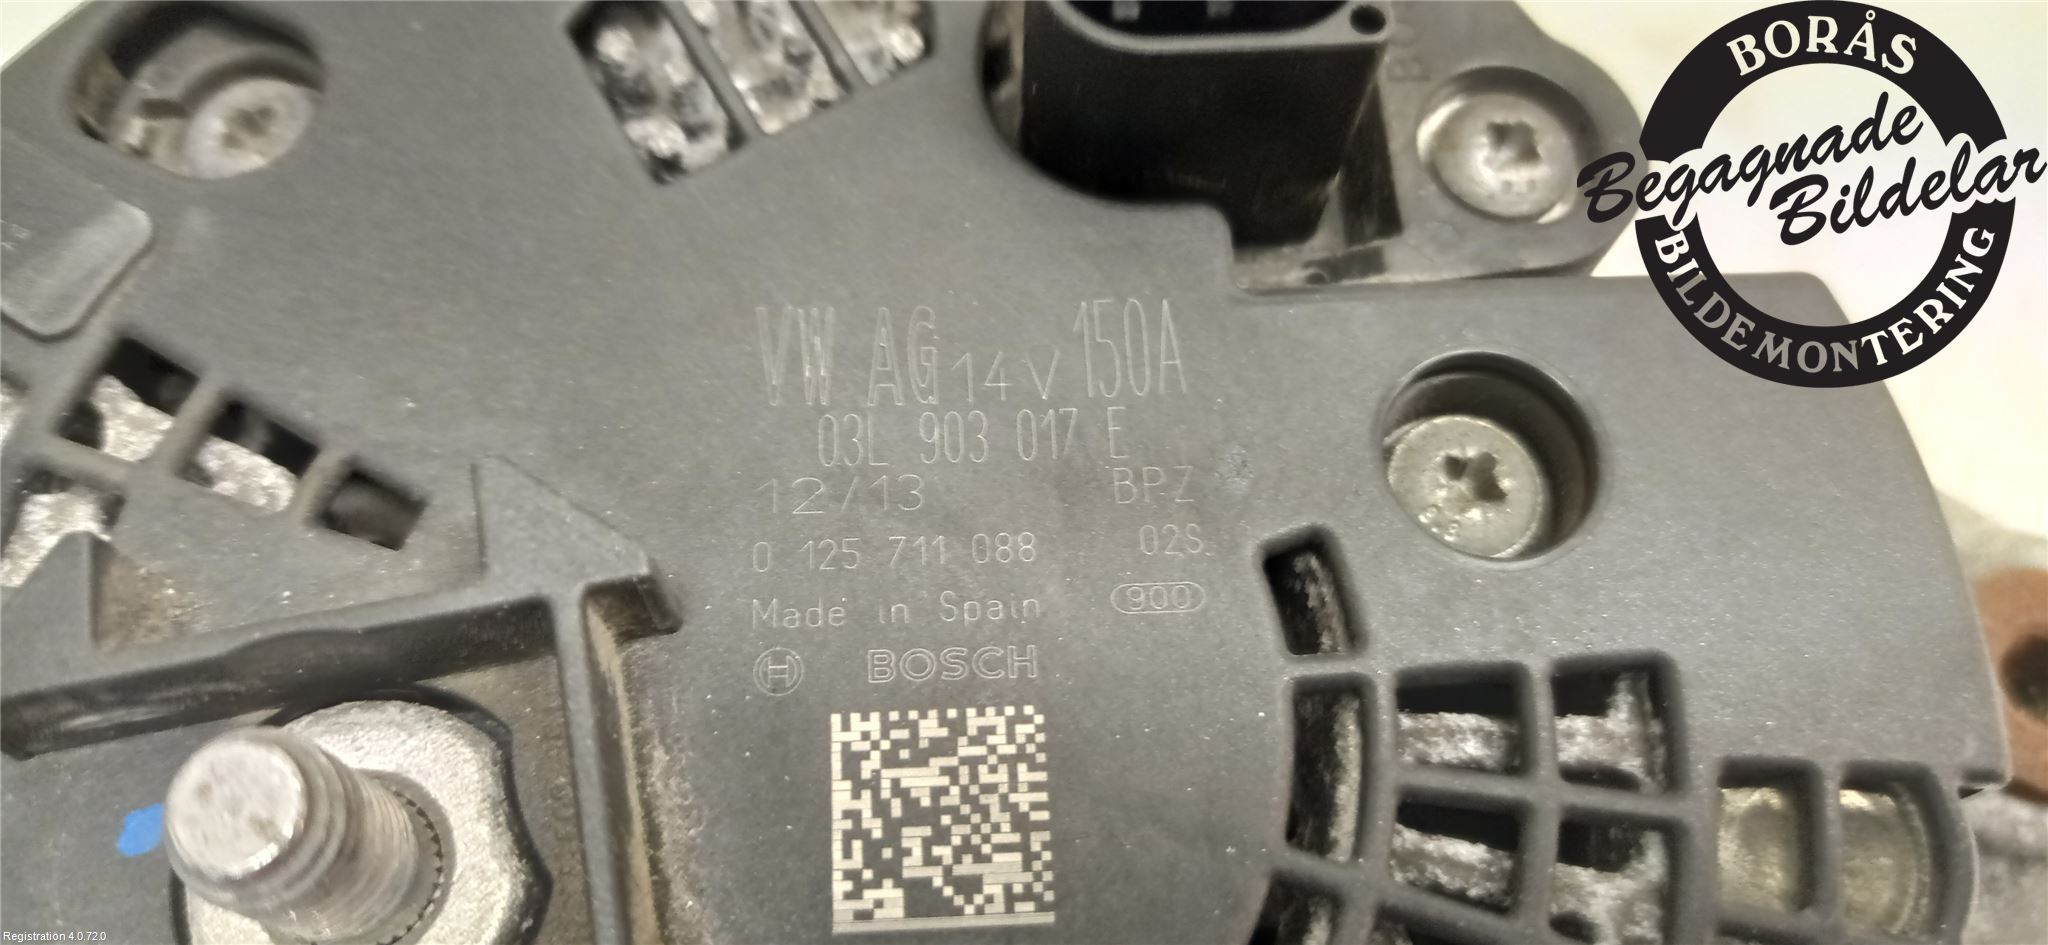 BORÅS
Begagnade
Bildelar
BILDEMONTERING
VW AG 14V 150A
03L 903 017 E
12/13 BPZ
0 125 711 088 02S
Made in Spain 900
H BOSCH
Registration 4.0.72.0